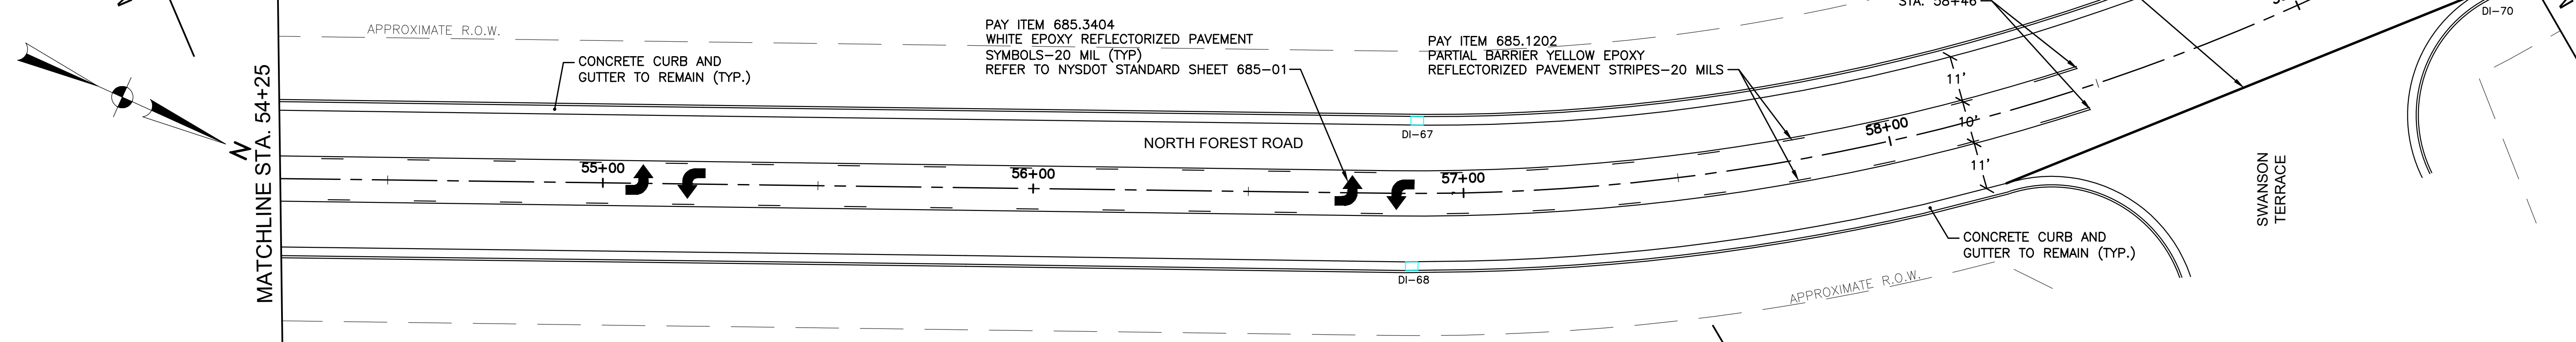 APPROXIMATE R.O.W.
MATCHLINE STA. 54+25
N
CONCRETE CURB AND
GUTTER TO REMAIN (TYP.)
PAY ITEM 685.3404
WHITE EPOXY REFLECTORIZED PAVEMENT
SYMBOLS-20 MIL (TYP)
REFER TO NYSDOT STANDARD SHEET 685-01
PAY ITEM 685.1202
PARTIAL BARRIER YELLOW EPOXY
REFLECTORIZED PAVEMENT STRIPES-20 MILS
STA. 58+46
DI-70
DI-67
NORTH FOREST ROAD
11'
10'
11'
55+00
56+00
57+00
58+00
DI-68
SWANSON
TERRACE
CONCRETE CURB AND
GUTTER TO REMAIN (TYP.)
APPROXIMATE R.O.W.